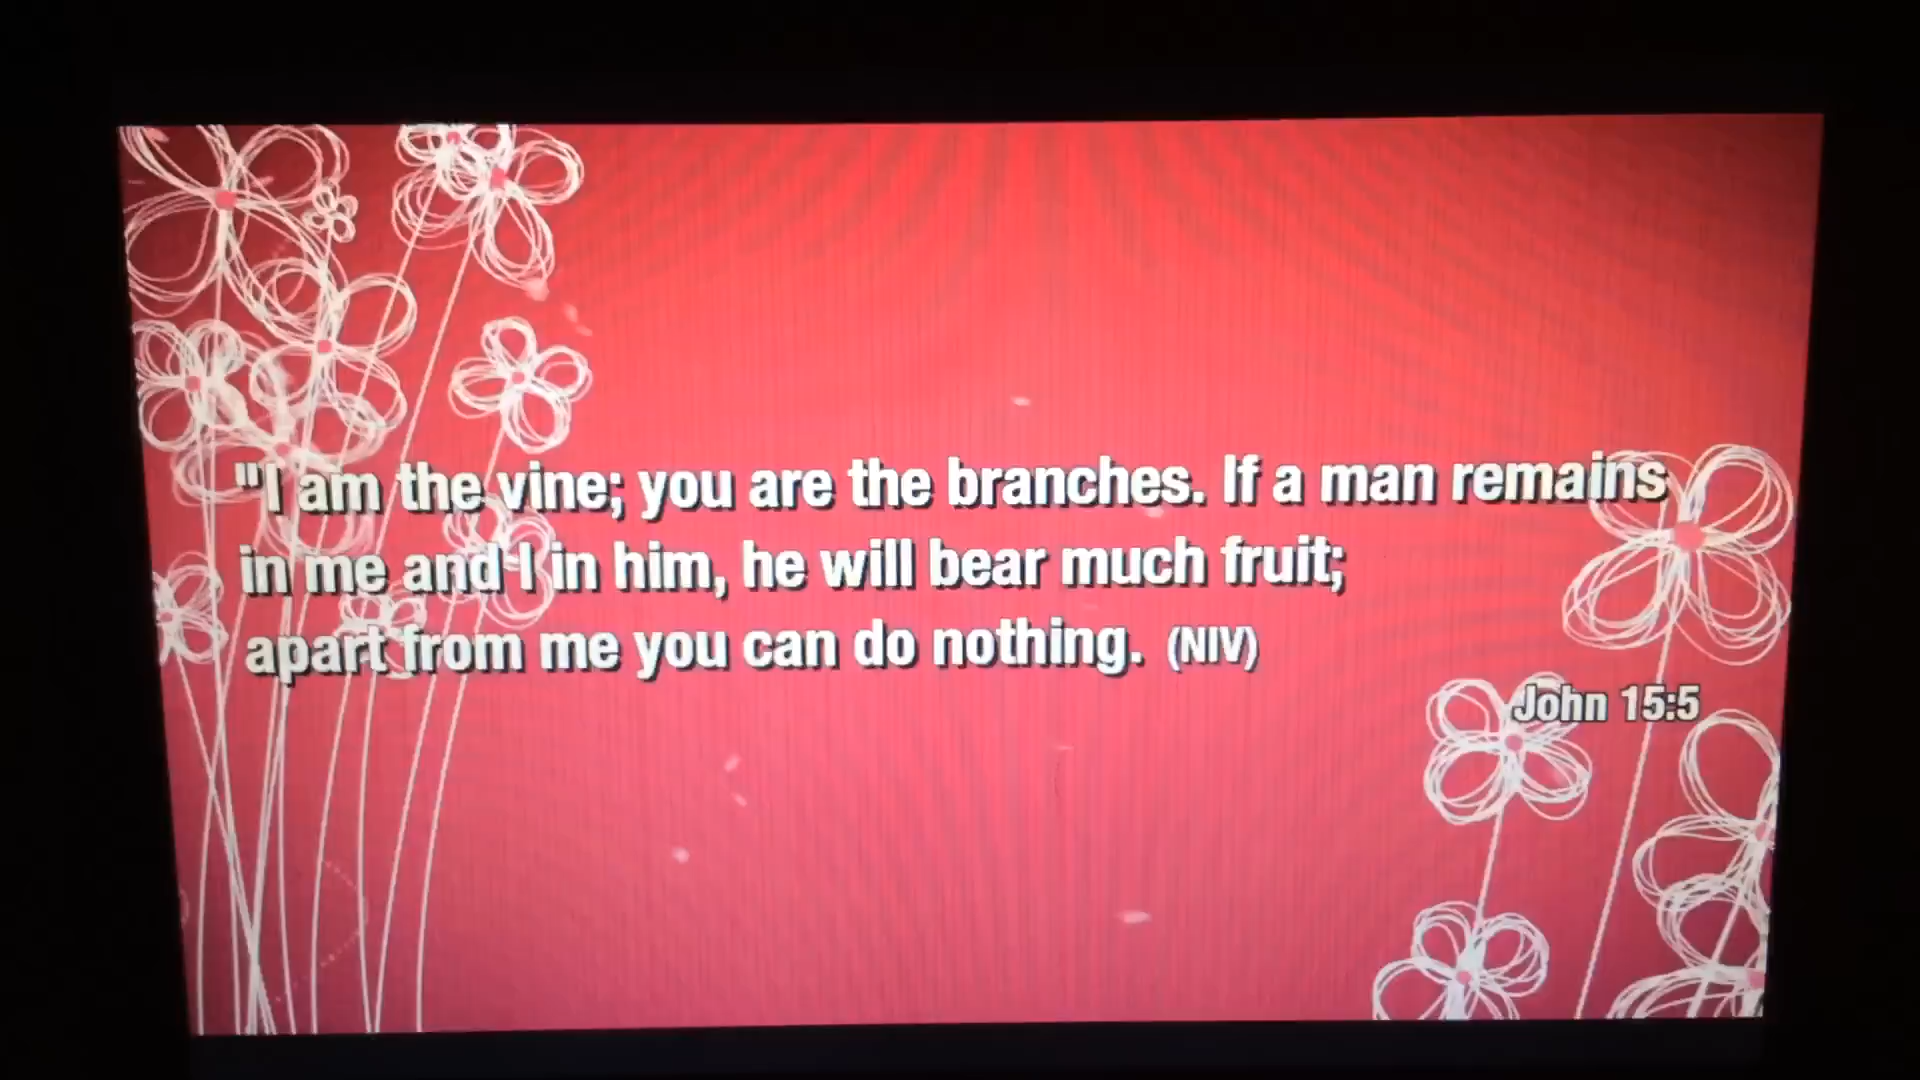 "I am the vine; you are the branches. If a man remains
in me and I in him, he will bear much fruit;
apart from me you can do nothing. (NIV)
John 15:5